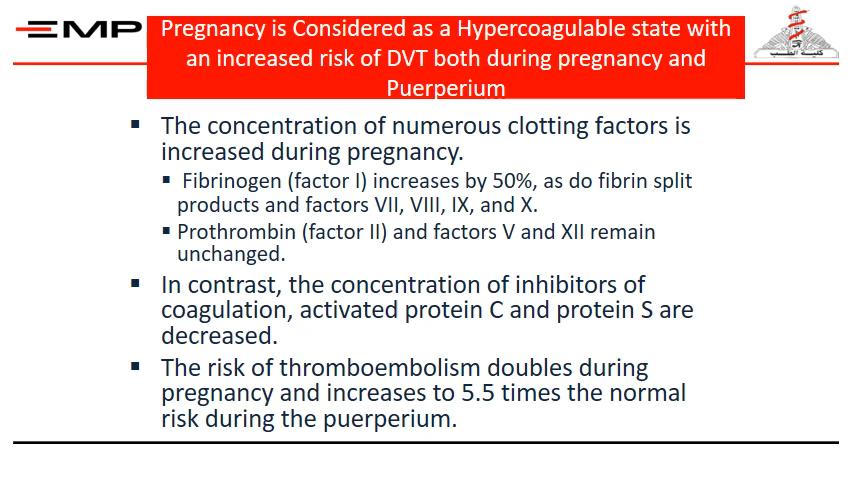 EMP
Pregnancy is Considered as a Hypercoagulable state with
an increased risk of DVT both during pregnancy and
Puerperium
كلية الطب
▪ The concentration of numerous clotting factors is
increased during pregnancy.
▪ Fibrinogen (factor I) increases by 50%, as do fibrin split
products and factors VII, VIII, IX, and X.
▪ Prothrombin (factor II) and factors V and XII remain
unchanged.
▪ In contrast, the concentration of inhibitors of
coagulation, activated protein C and protein S are
decreased.
▪ The risk of thromboembolism doubles during
pregnancy and increases to 5.5 times the normal
risk during the puerperium.